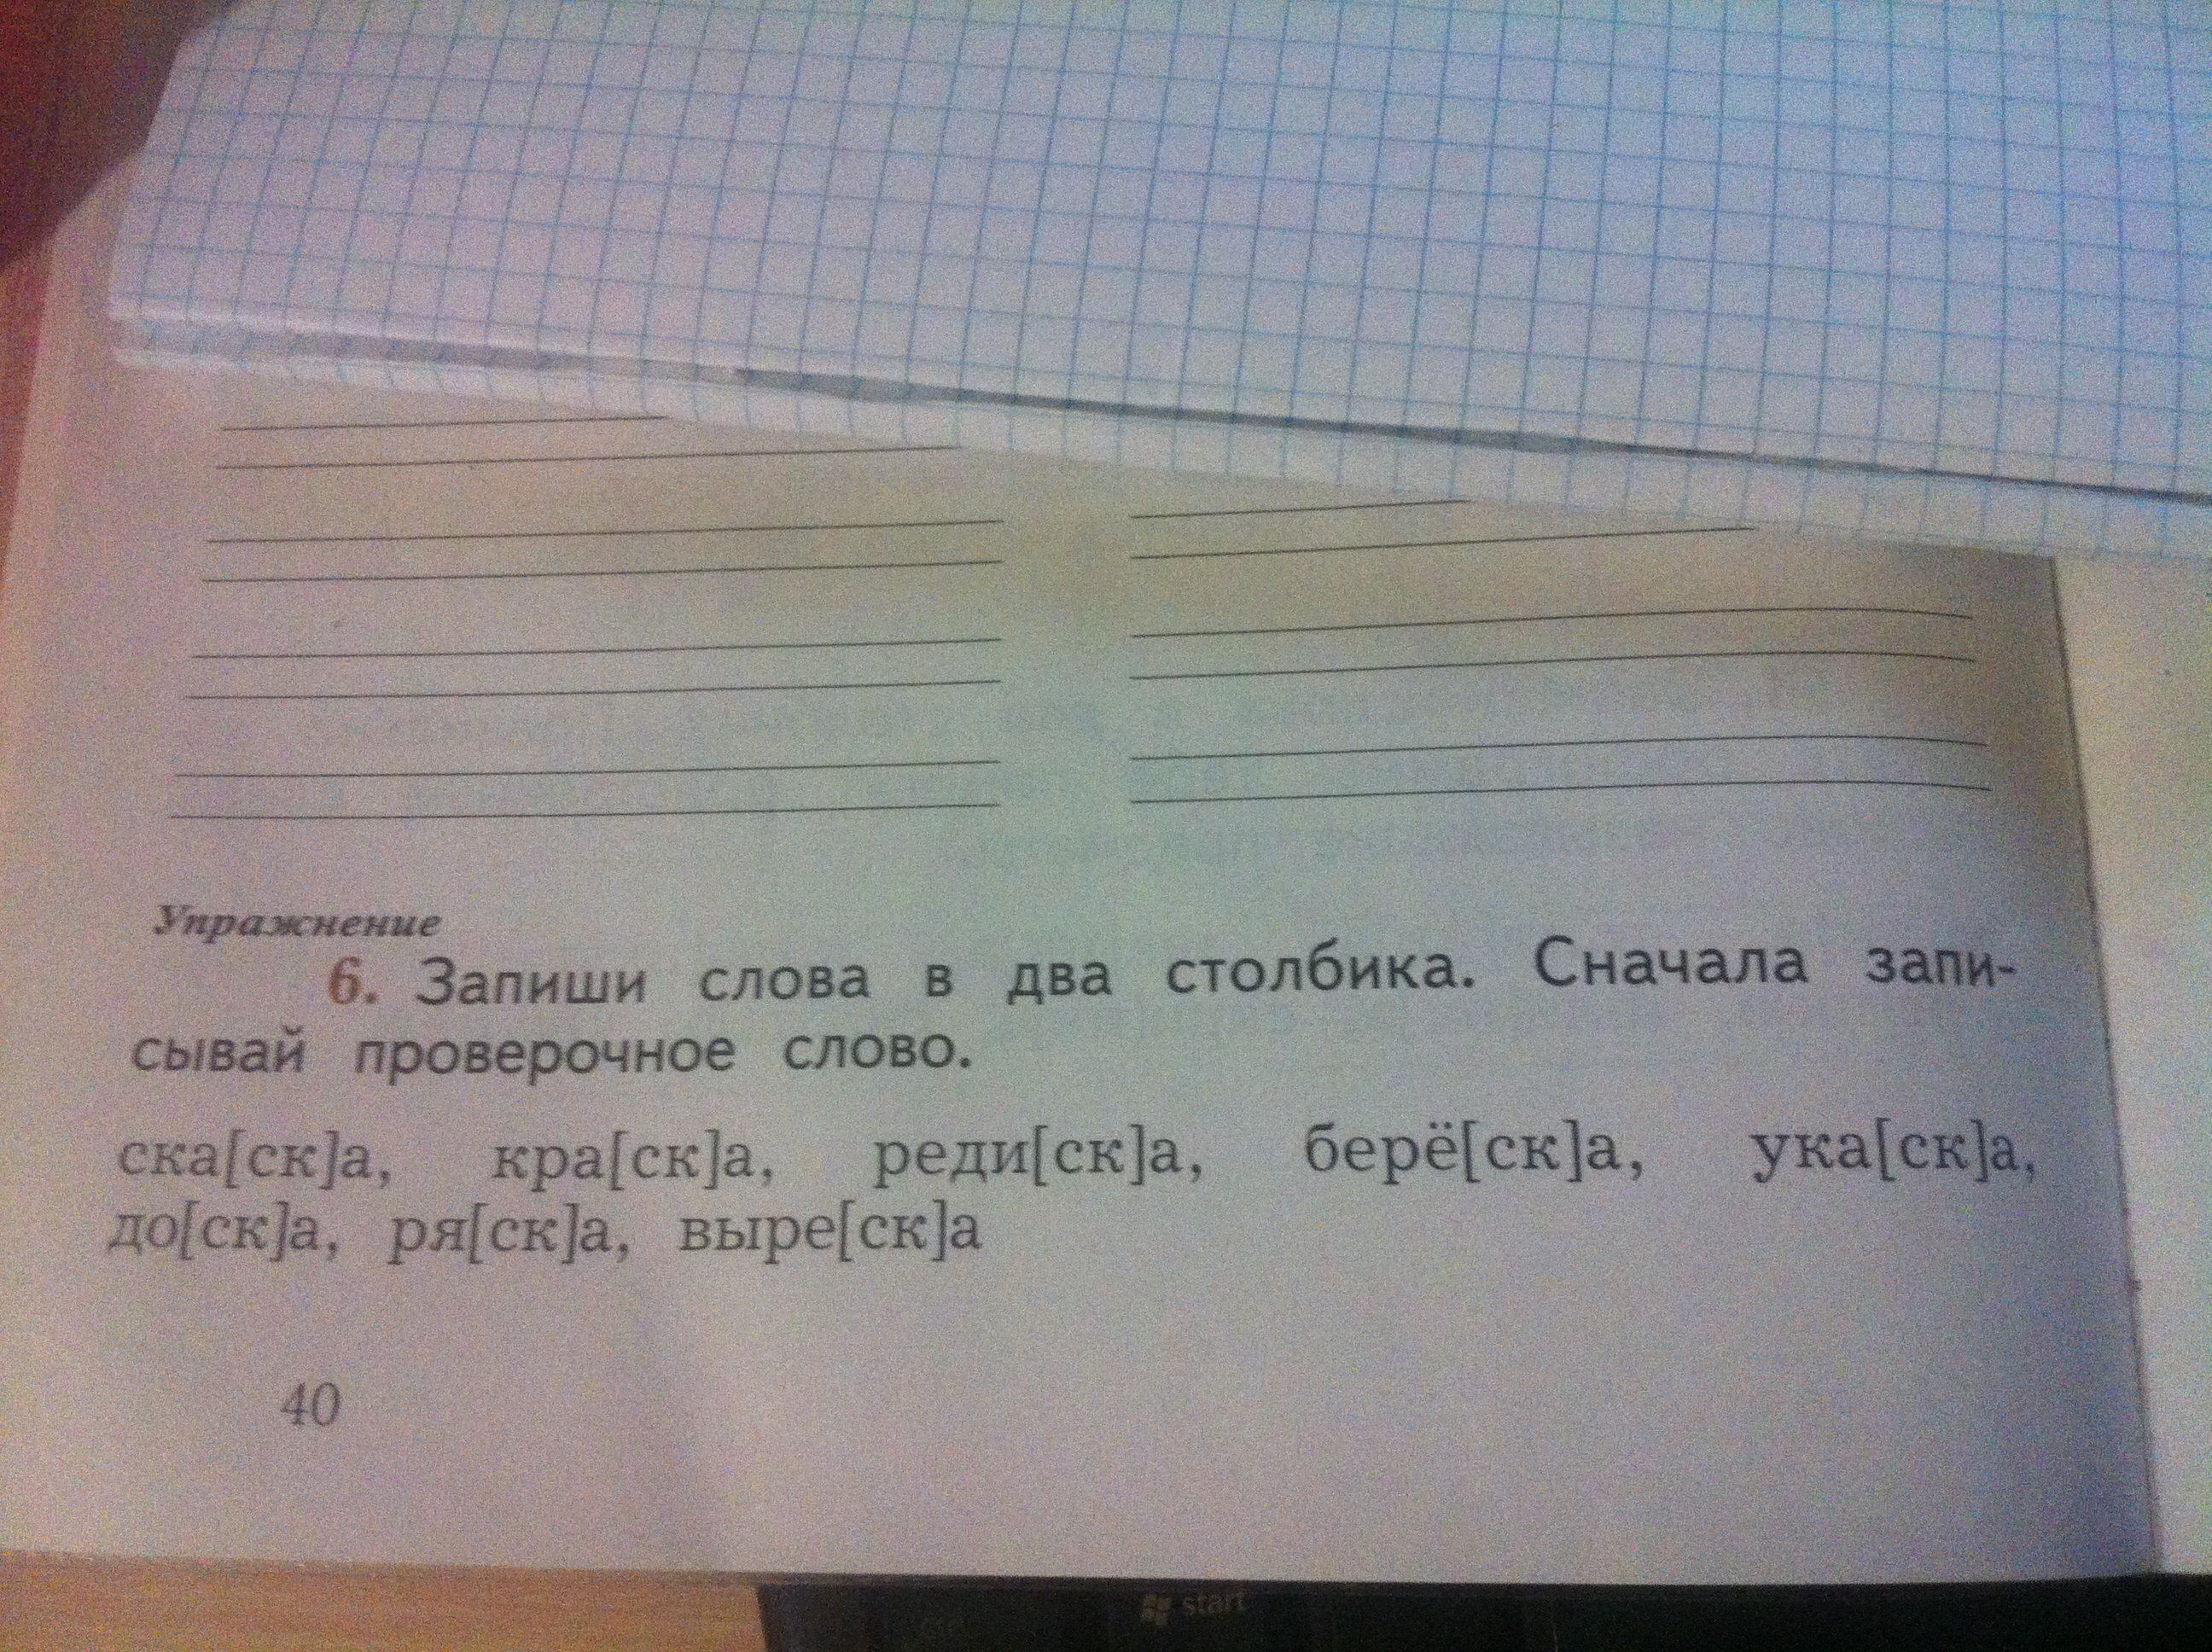 Упражнение
6. Запиши слова в два столбика. Сначала запи-
сывай проверочное слово.
ска[ск]а, кра[ск]а, реди[ск]а, берё[ск]а, ука[ск]а,
до[ск]а, ря[ск]а, выре[ск]а
40
start